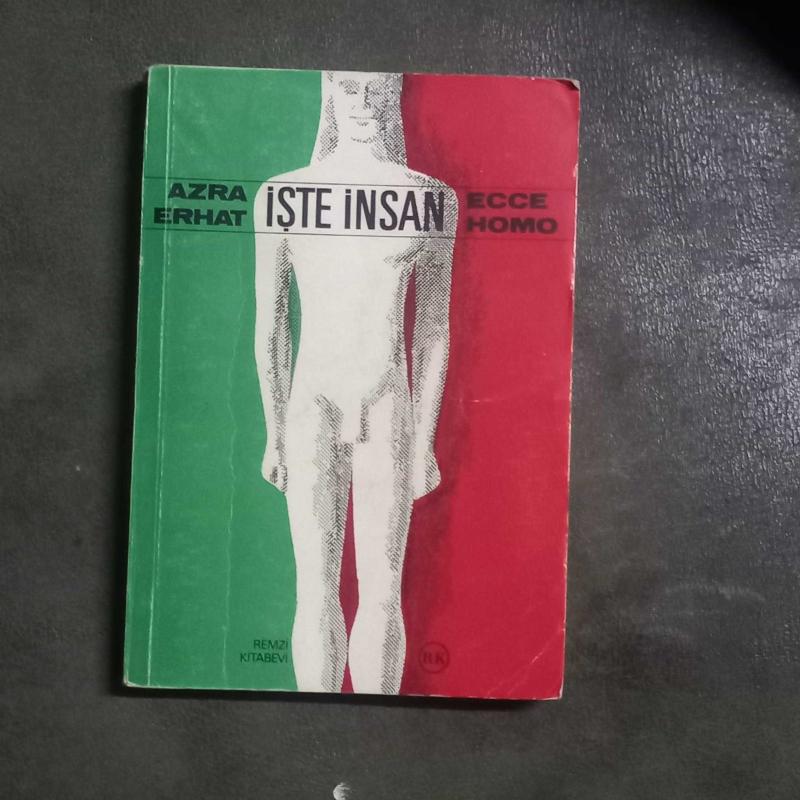 AZRA
ERHAT
İŞTE İNSAN
ECCE
HOMO
REMZİ
KİTABEVİ
RK